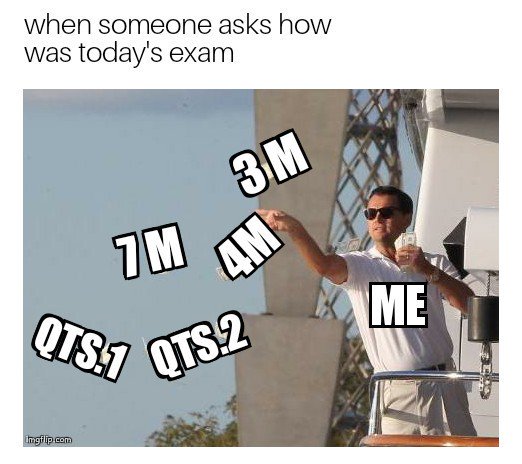 when someone asks how
was today's exam
3 M
7 M
4M
ME
QTS.1
QTS.2
imgflip.com